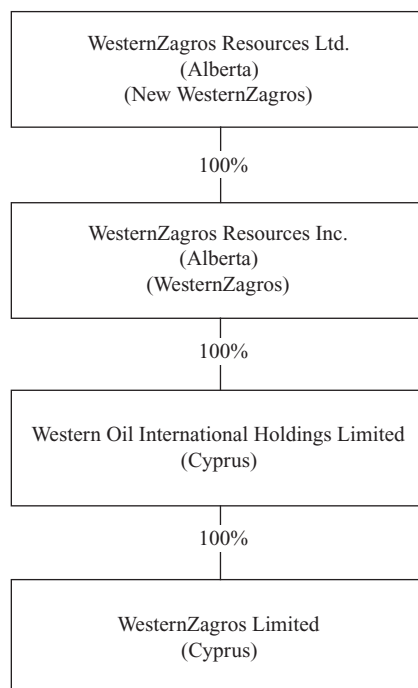 WesternZagros Resources Ltd.
(Alberta)
(New WesternZagros)
100%
WesternZagros Resources Inc.
(Alberta)
(WesternZagros)
100%
Western Oil International Holdings Limited
(Cyprus)
100%
WesternZagros Limited
(Cyprus)